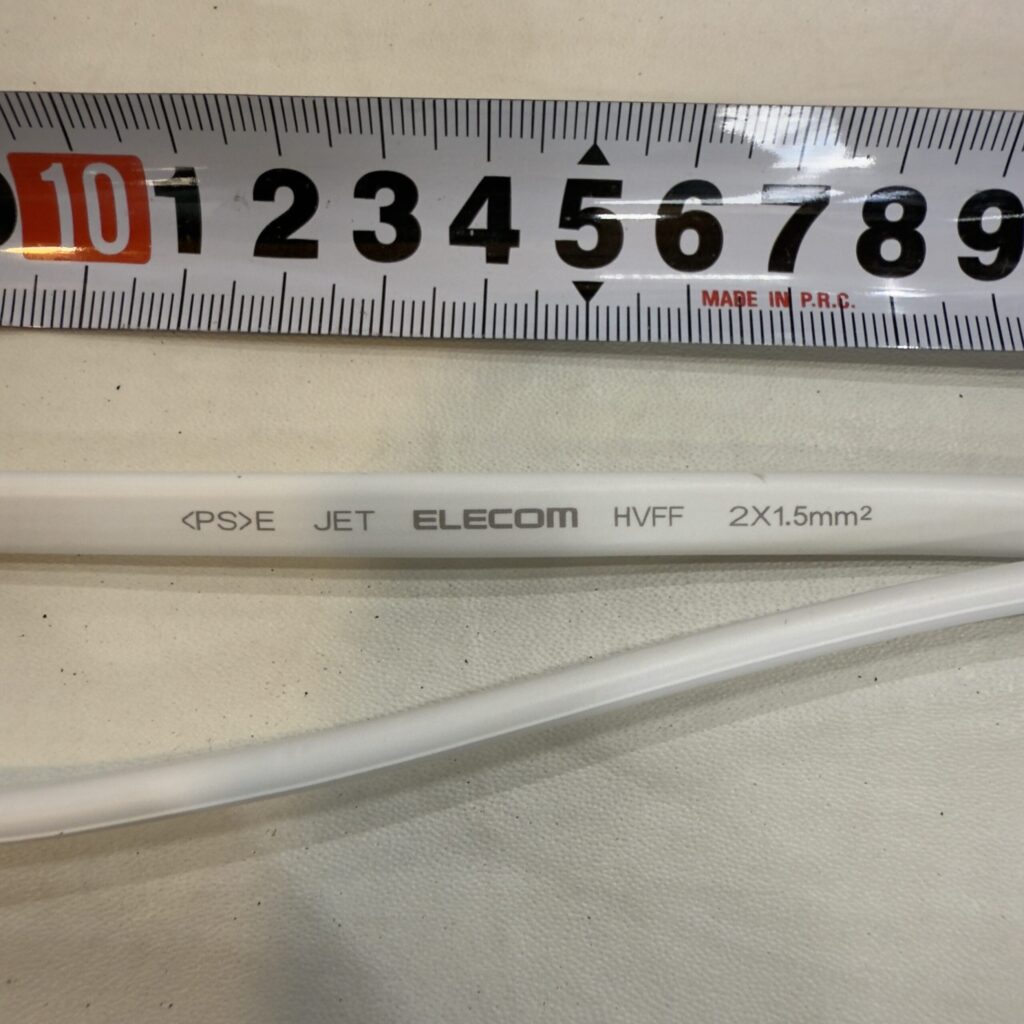 10 1 2 3 4 5 6 7 8 9
MADE IN P.R.C.
<PS>E JET ELECOM HVFF 2X1.5mm²